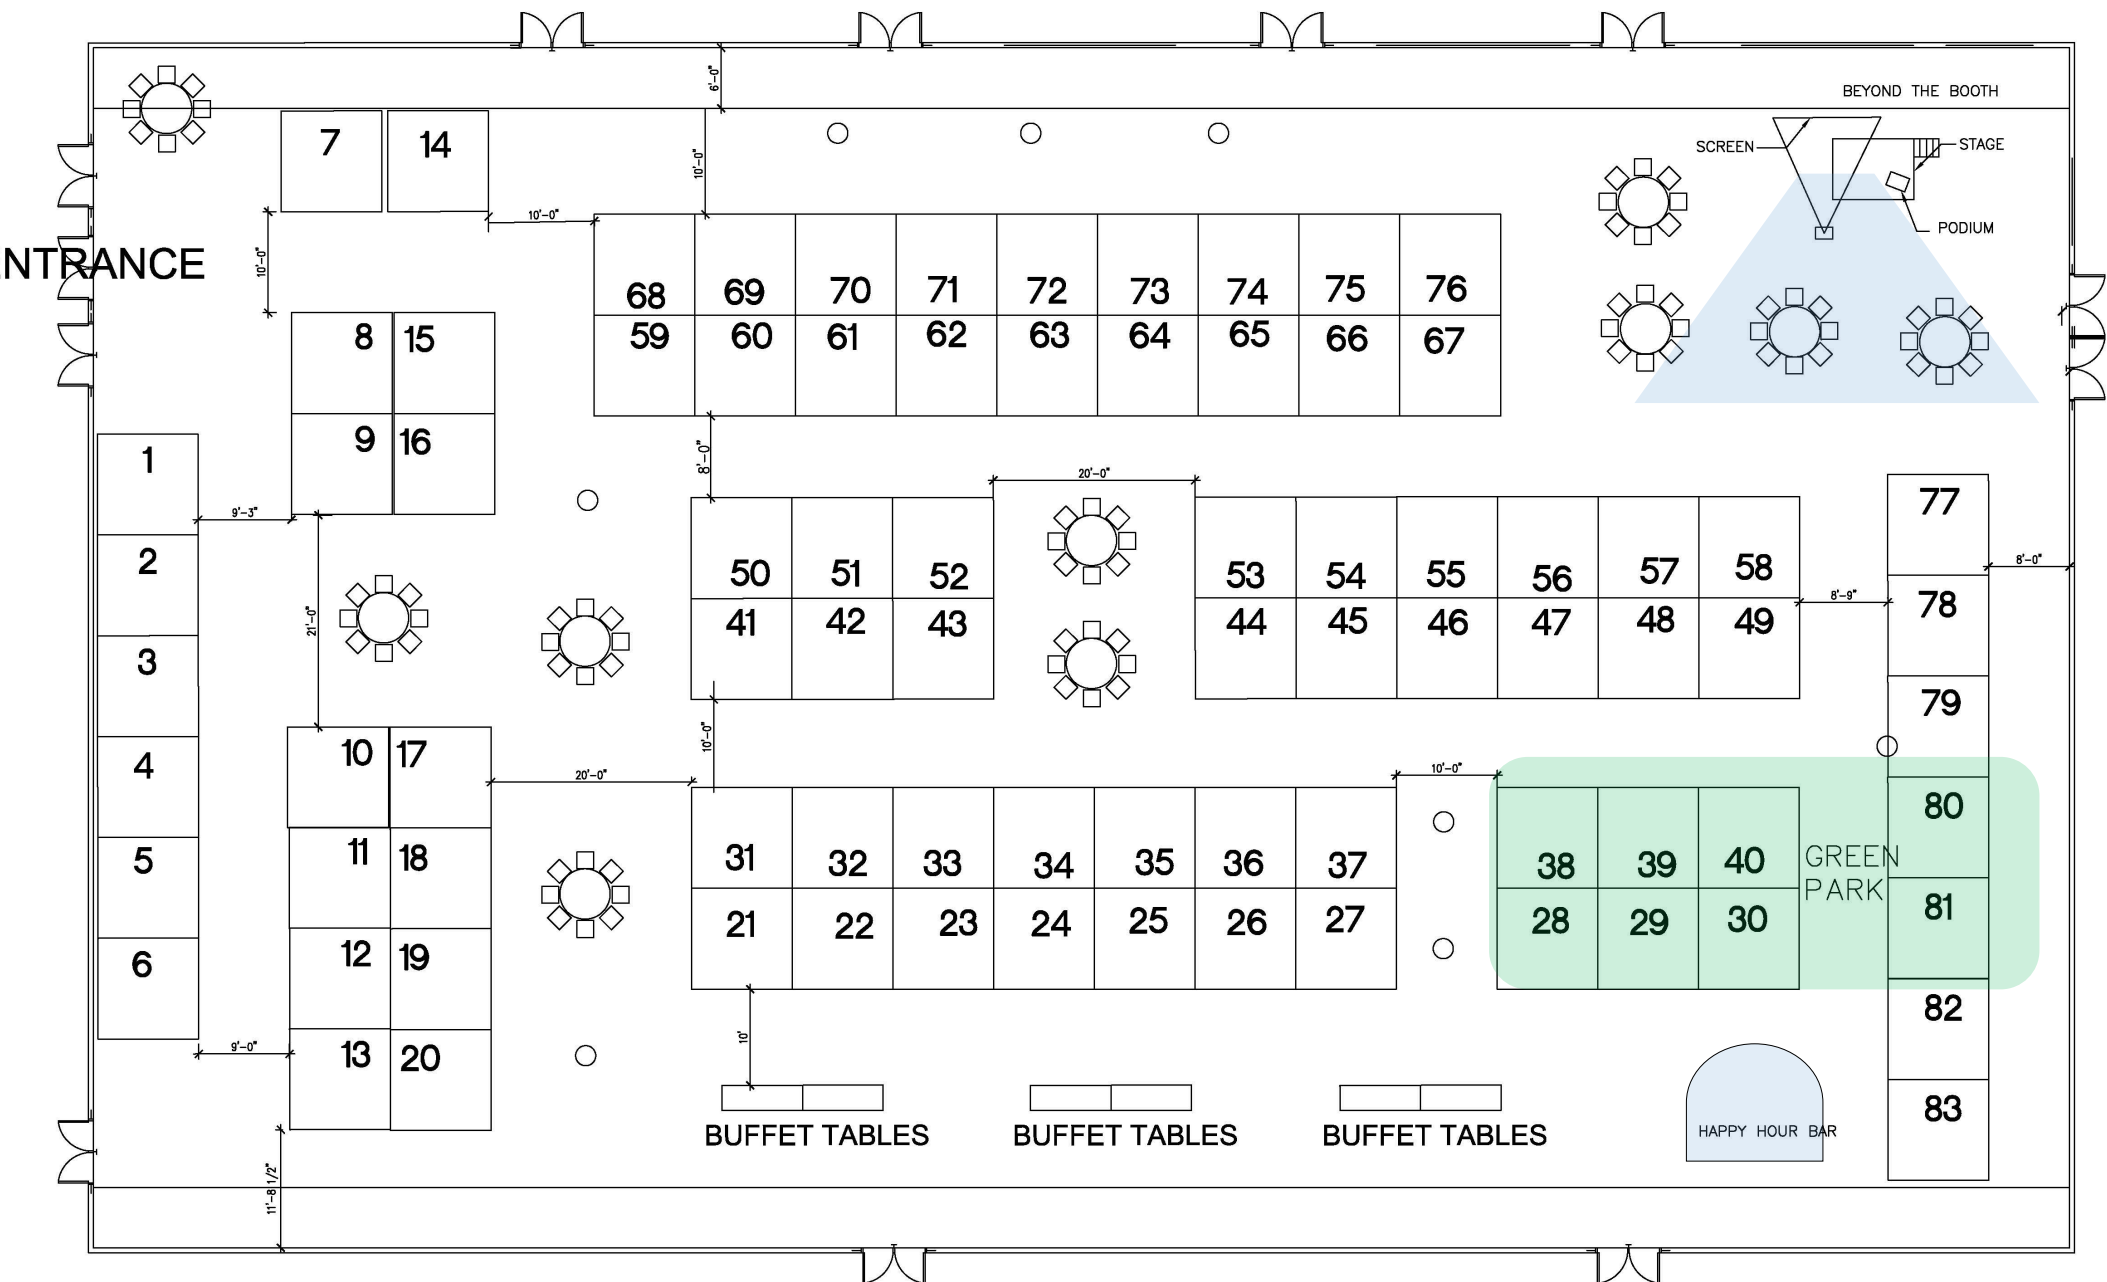 6'-0"
BEYOND THE BOOTH
7 14
10'-0"
SCREEN
STAGE
10'-0"
PODIUM
NTRANCE
10'-0"
68 69 70 71 72 73 74 75 76
59 60 61 62 63 64 65 66 67
8 15
9 16
8'-0"
20'-0"
1
9'-3"
77
2
50 51 52 53 54 55 56 57 58
8'-0"
41 42 43 44 45 46 47 48 49
8'-9"
78
21'-0"
3
79
10 17
10'-0"
4
20'-0"
10'-0"
80
11 18
5
31 32 33 34 35 36 37 38 39 40
GREEN
PARK
21 22 23 24 25 26 27 28 29 30
81
12 19
6
82
9'-0"
13 20
10'
83
BUFFET TABLES
BUFFET TABLES
BUFFET TABLES
HAPPY HOUR BAR
11'-8 1/2"